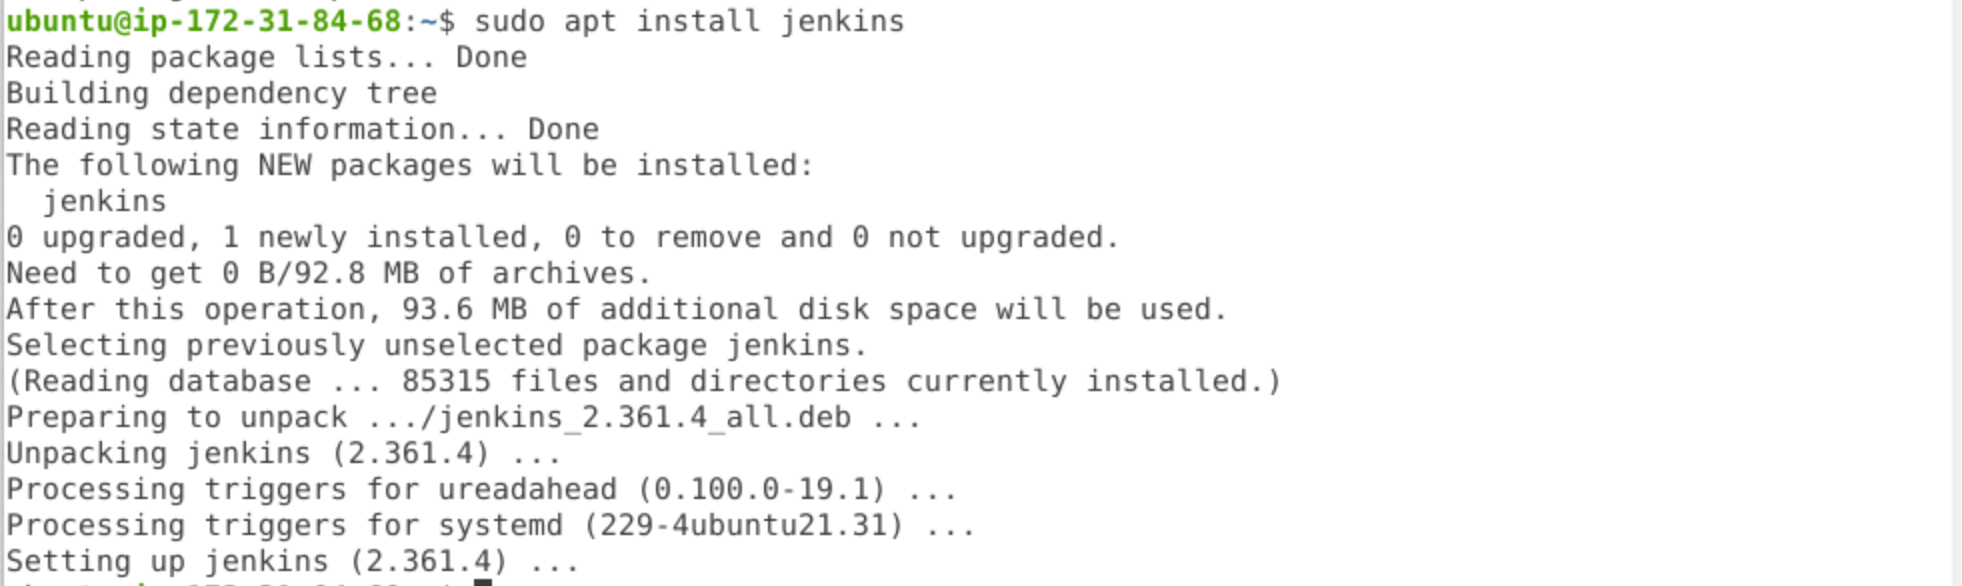 ubuntu@ip-172-31-84-68:~$ sudo apt install jenkins
Reading package lists... Done
Building dependency tree
Reading state information... Done
The following NEW packages will be installed:
  jenkins
0 upgraded, 1 newly installed, 0 to remove and 0 not upgraded.
Need to get 0 B/92.8 MB of archives.
After this operation, 93.6 MB of additional disk space will be used.
Selecting previously unselected package jenkins.
(Reading database ... 85315 files and directories currently installed.)
Preparing to unpack .../jenkins_2.361.4_all.deb ...
Unpacking jenkins (2.361.4) ...
Processing triggers for ureadahead (0.100.0-19.1) ...
Processing triggers for systemd (229-4ubuntu21.31) ...
Setting up jenkins (2.361.4) ...